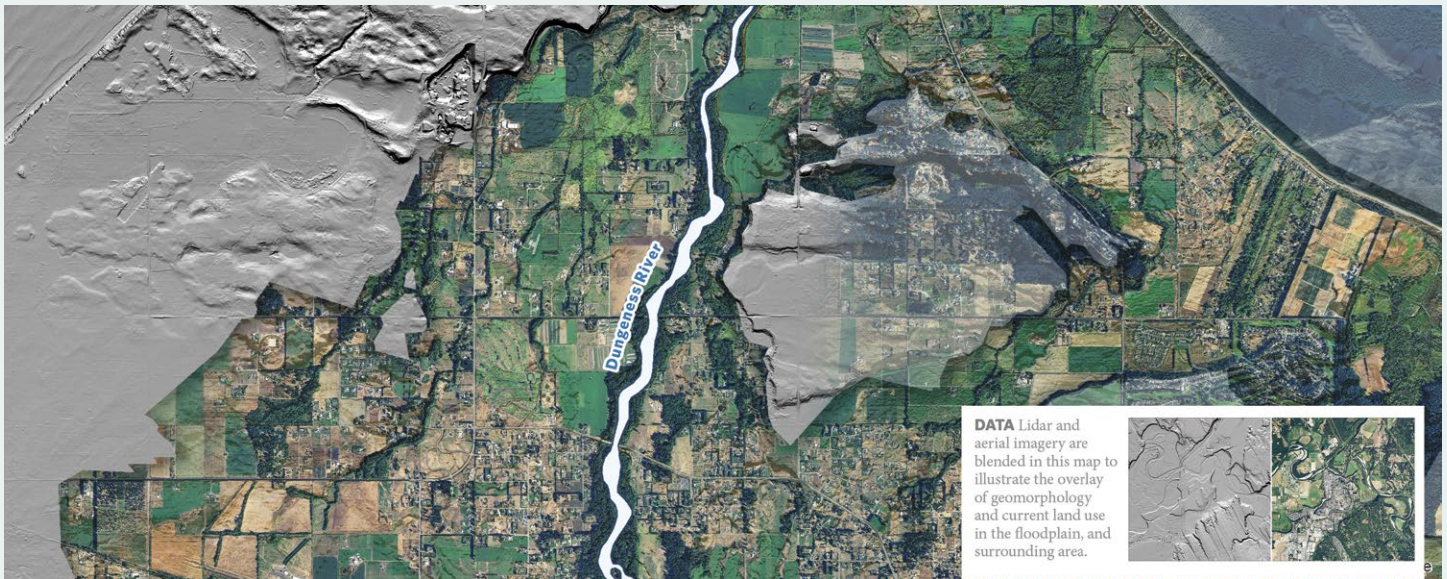 Dungeness River
DATA Lidar and
aerial imagery are
blended in this map to
illustrate the overlay
of geomorphology
and current land use
in the floodplain, and
surrounding area.
e